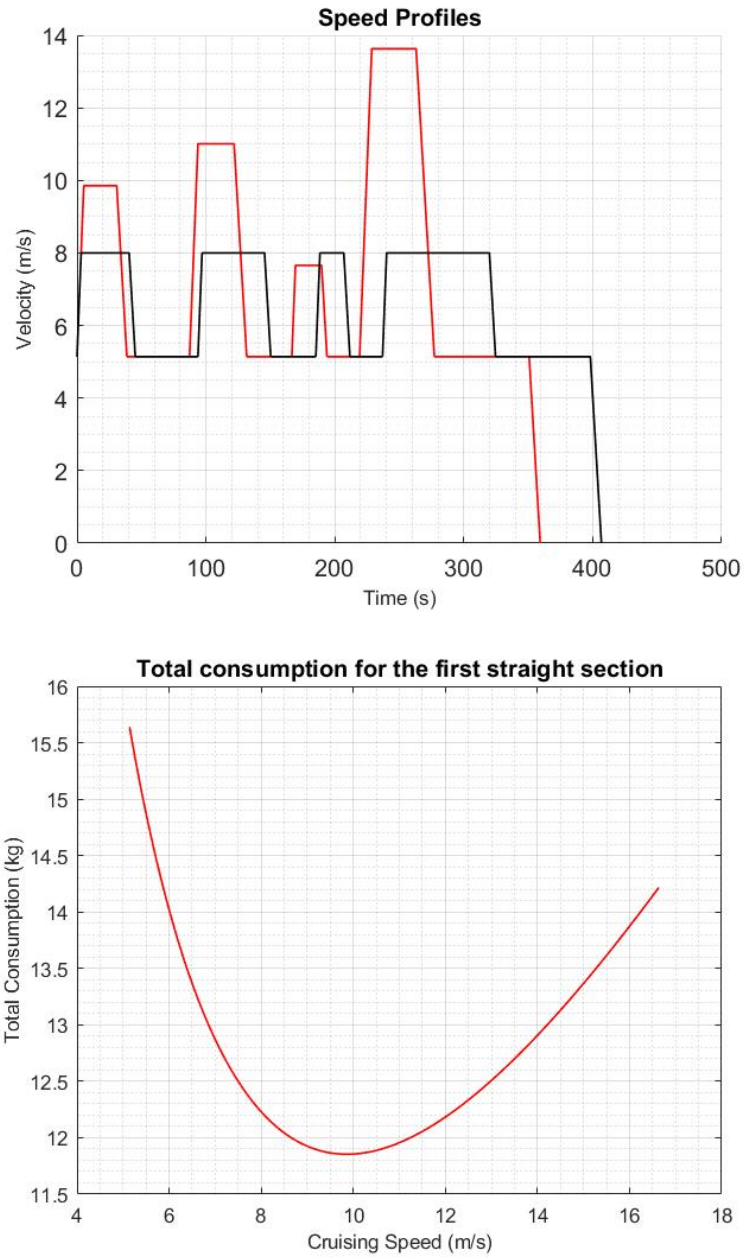 Speed Profiles
14
12
10
8
6
4
2
0
Velocity (m/s)
0 100 200 300 400 500
Time (s)
Total consumption for the first straight section
16
15.5
15
14.5
14
13.5
13
12.5
12
11.5
Total Consumption (kg)
4 6 8 10 12 14 16 18
Cruising Speed (m/s)